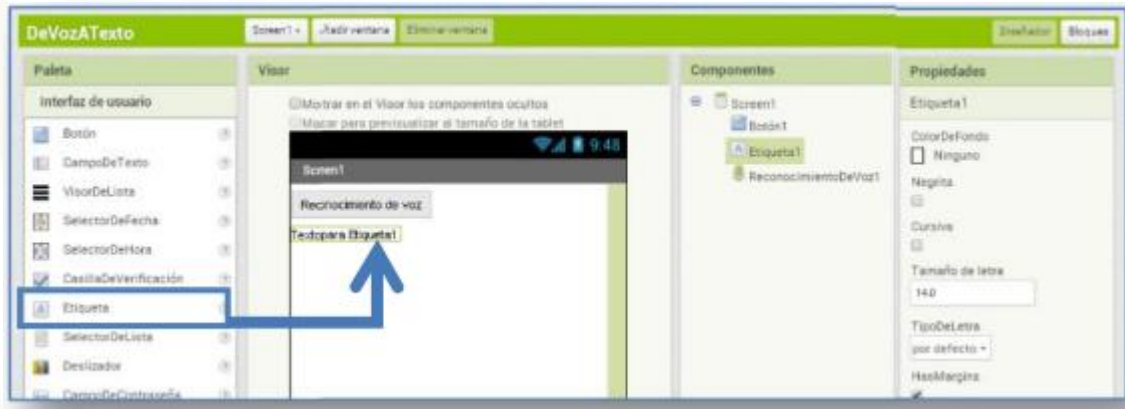 DeVozATexto
Screen1 Añadir ventana Eliminar ventana
Diseñador Bloques
Paleta
Interfaz de usuario
Botón
CampoDeTexto
VisorDeLista
SelectorDeFecha
SelectorDeHora
CasillaDeVerificación
Etiqueta
SelectorDeLista
Deslizador
CampoDeContraseña
Visor
Mostrar en el Visor los componentes ocultos
Marcar para previsualizar el tamaño de la tablet
9:48
Screen1
Reconocimiento de voz
Textopara Etiqueta1
Componentes
Screen1
Botón1
Etiqueta1
ReconocimientoDeVoz1
Propiedades
Etiqueta1
ColorDeFondo
Ninguno
Negrita
Cursiva
Tamaño de letra
14.0
TipoDeLetra
por defecto
HasMargins